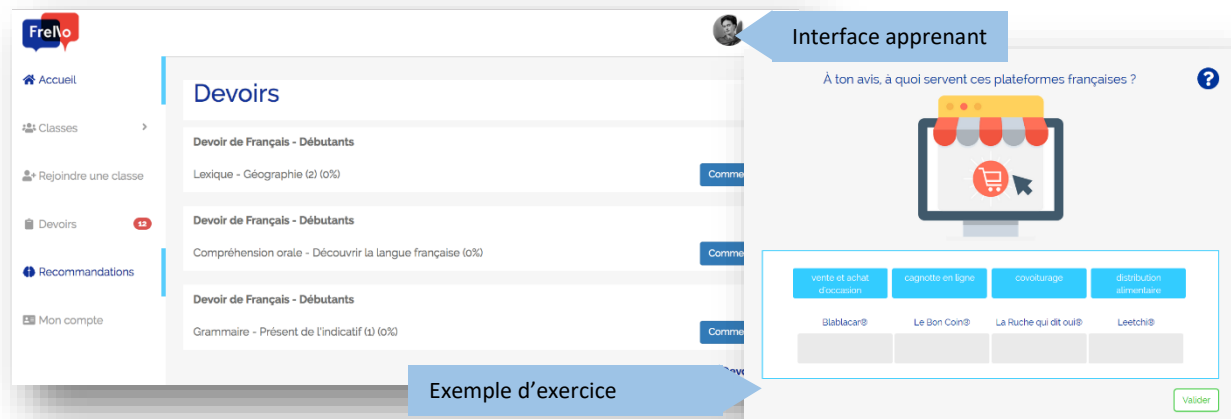 Frello
Interface apprenant
Accueil
Classes
Rejoindre une classe
Devoirs 12
Recommandations
Mon compte
Devoirs
Devoir de Français - Débutants
Lexique - Géographie (2) (0%)
Comme
Devoir de Français - Débutants
Compréhension orale - Découvrir la langue française (0%)
Comme
Devoir de Français - Débutants
Grammaire - Présent de l'indicatif (1) (0%)
Comme
Exemple d'exercice
À ton avis, à quoi servent ces plateformes françaises ?
?
vente et achat
d'occasion
cagnotte en ligne
covoiturage
distribution
alimentaire
Blablacar® Le Bon Coin® La Ruche qui dit oui® Leetchi®
Valider